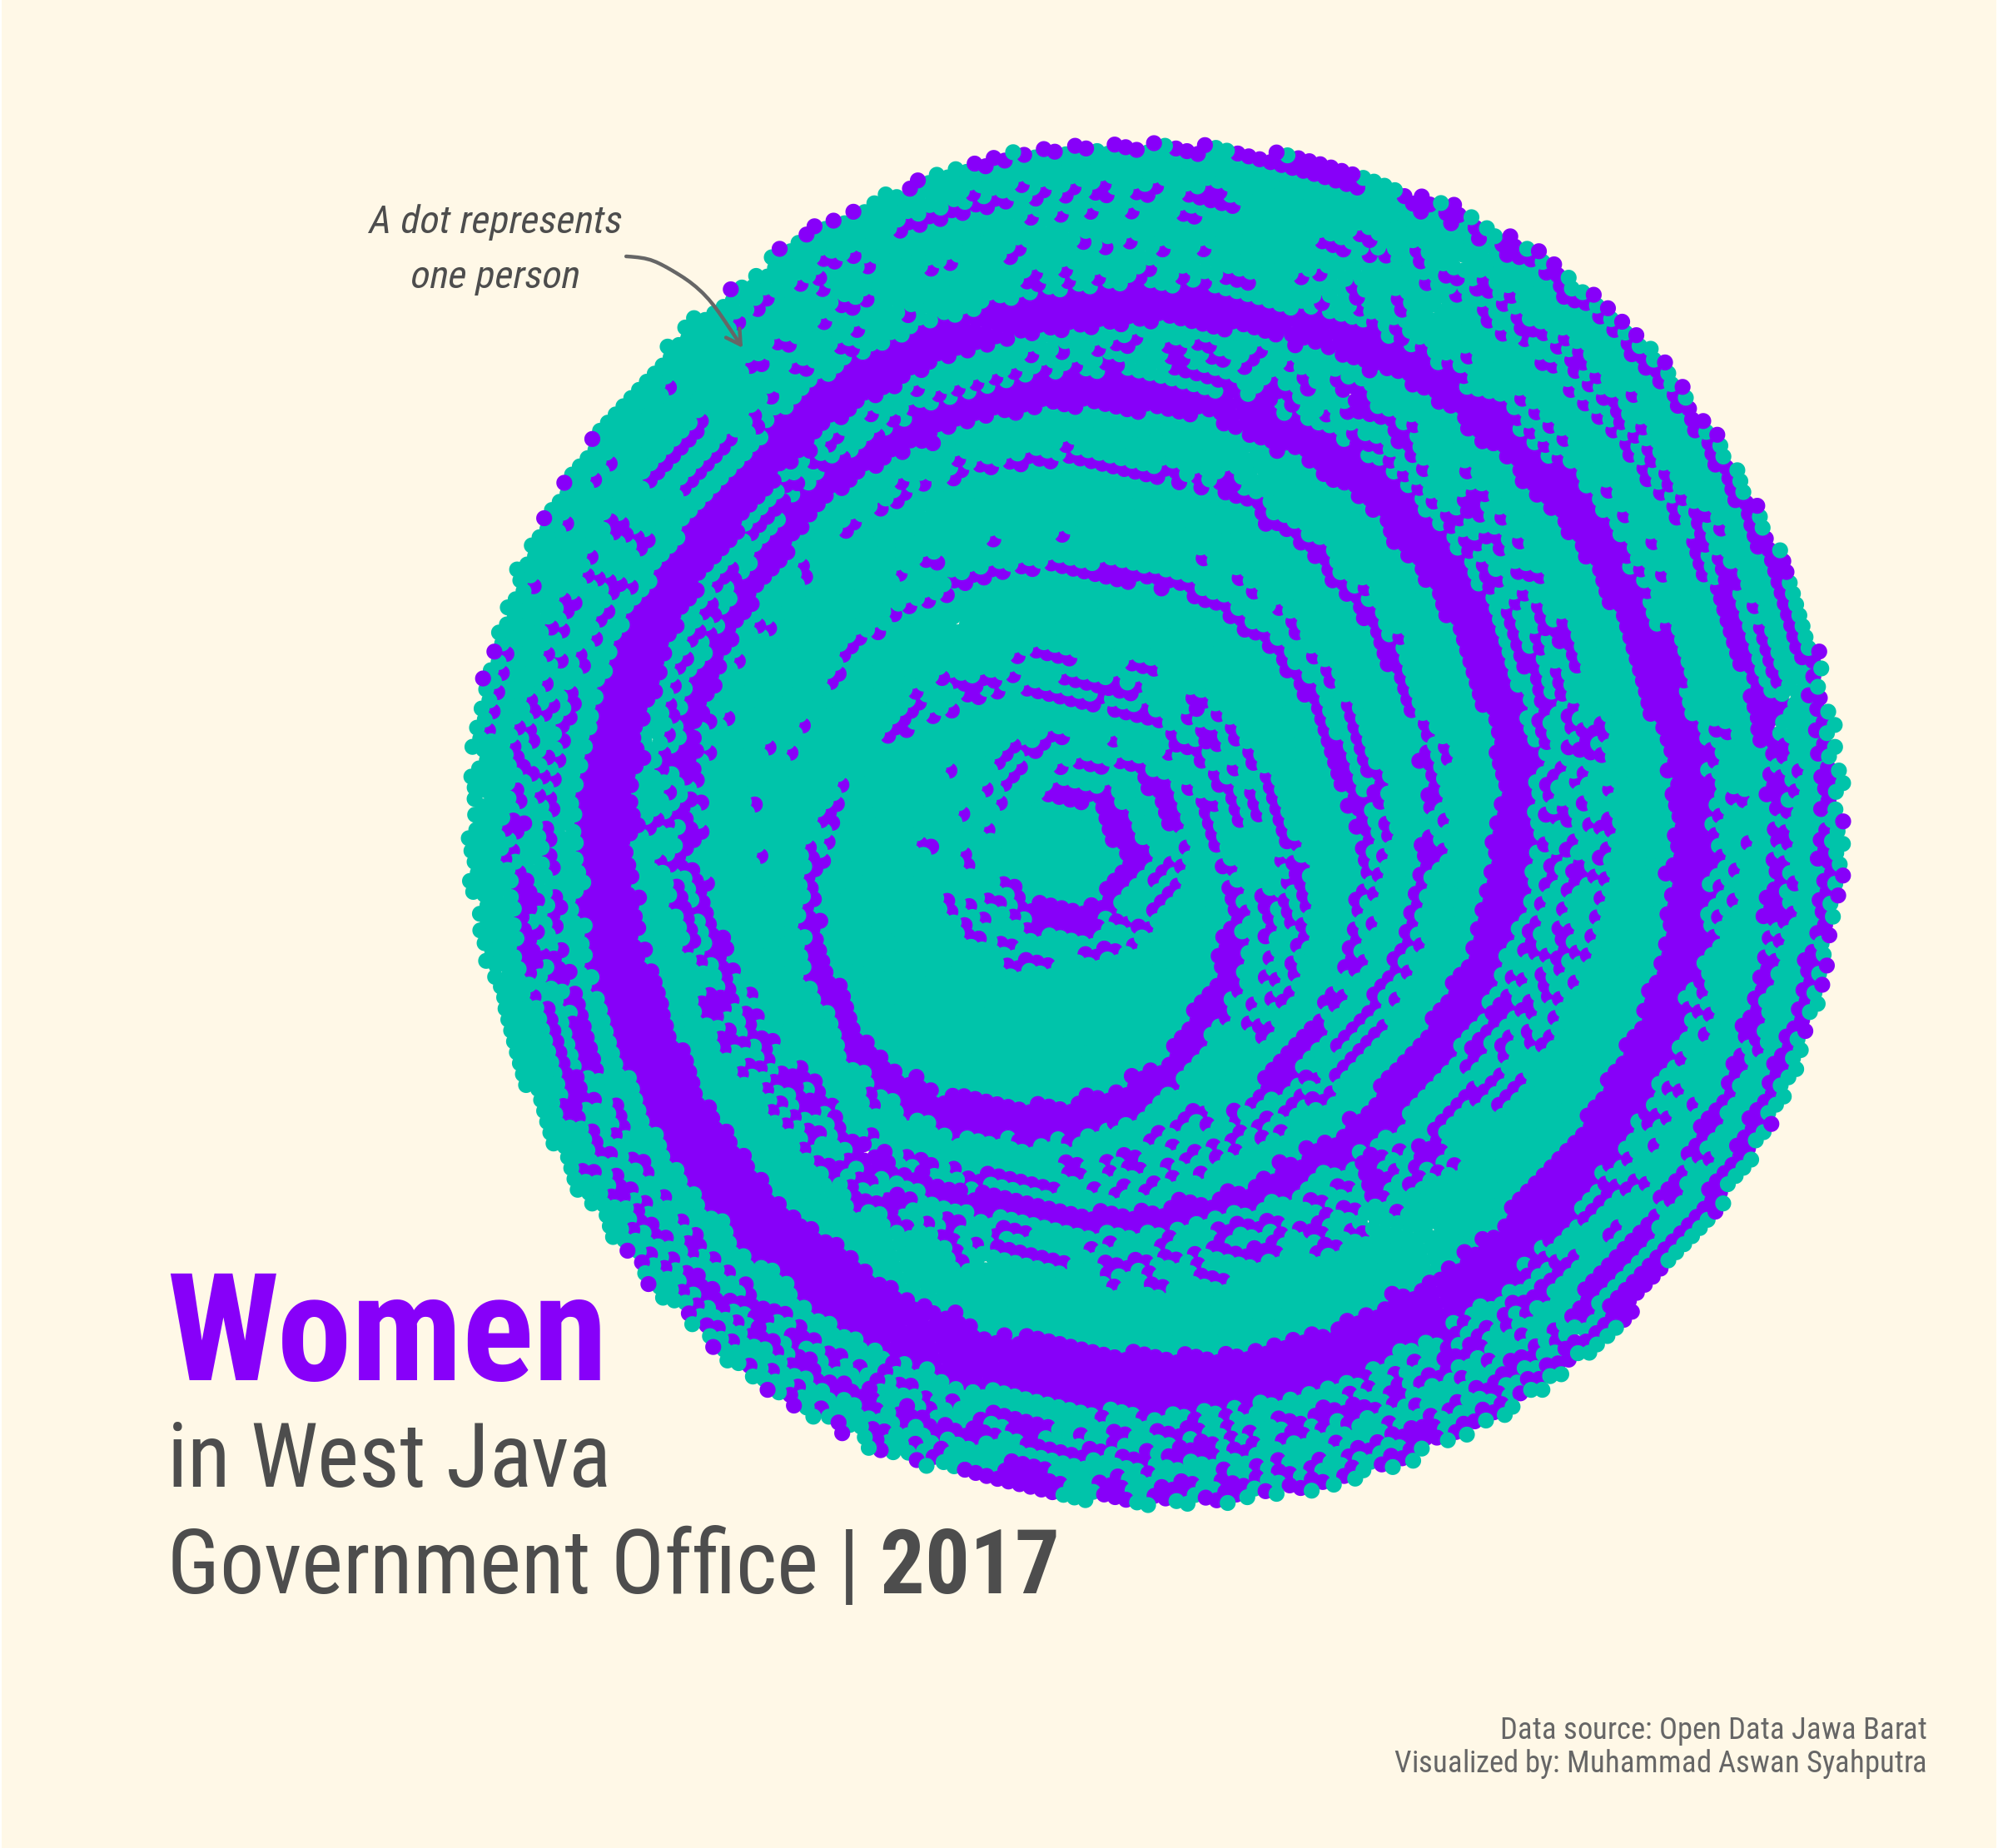 A dot represents
one person
Women
in West Java
Government Office | 2017
Data source: Open Data Jawa Barat
Visualized by: Muhammad Aswan Syahputra